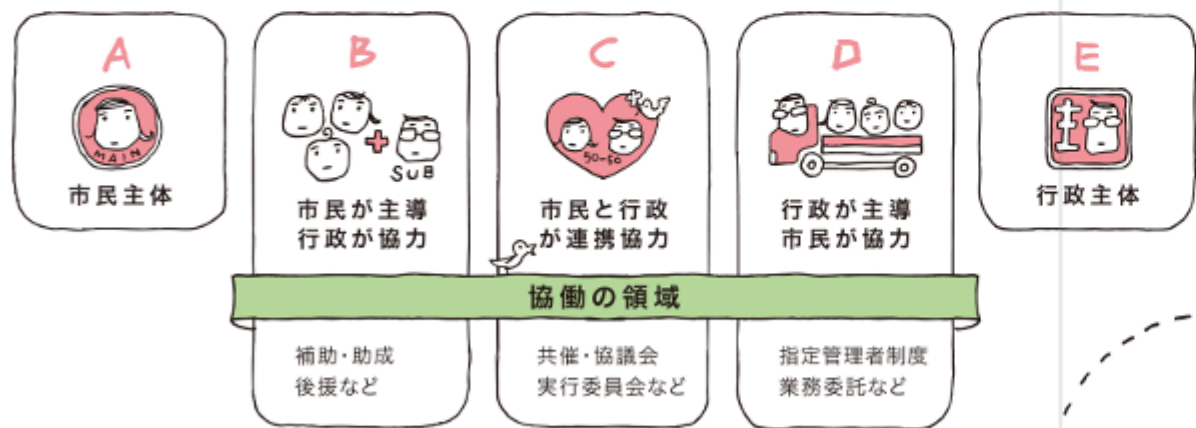 A
MAIN
市民主体
B
SUB
市民が主導
行政が協力
C
50-50
市民と行政
が連携協力
D
行政が主導
市民が協力
E
主
行政主体
協働の領域
補助・助成
後援など
共催・協議会
実行委員会など
指定管理者制度
業務委託など